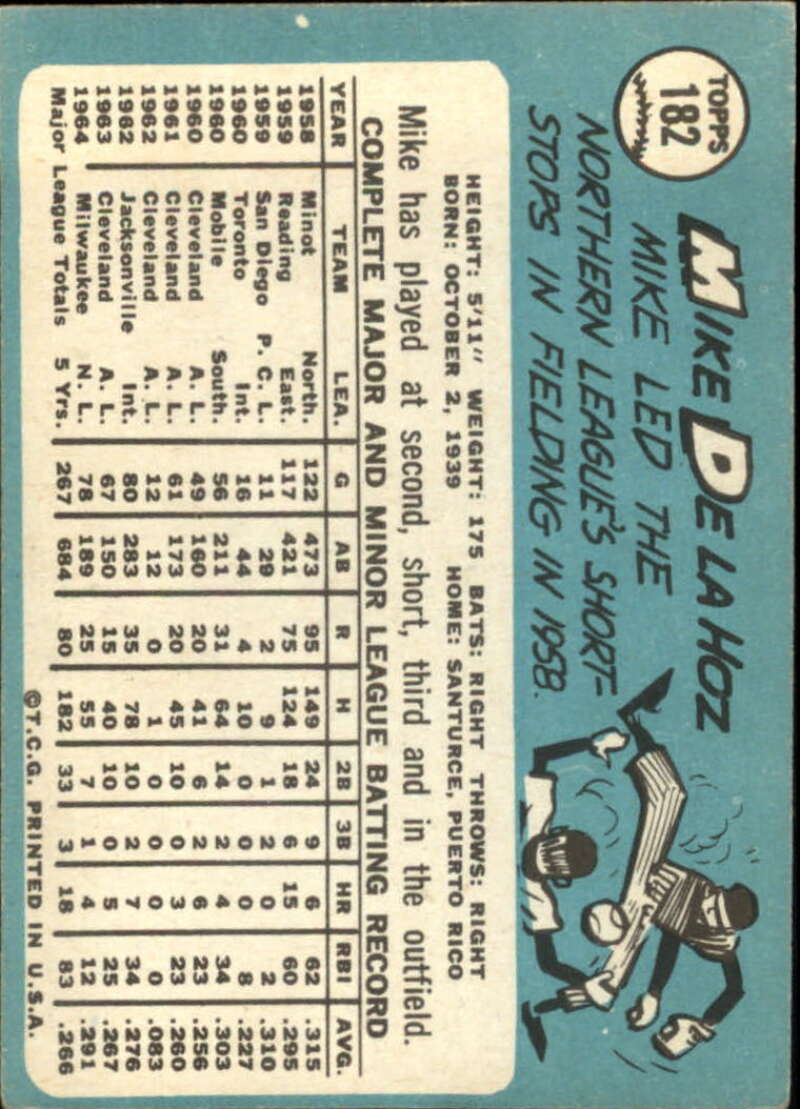 TOPPS
182
MIKE DE LA HOZ
MIKE LED THE
NORTHERN LEAGUE'S SHORT-
STOPS IN FIELDING IN 1958.
HEIGHT: 5'11" WEIGHT: 175 BATS: RIGHT THROWS: RIGHT
BORN: OCTOBER 2, 1939 HOME: SANTURCE, PUERTO RICO
Mike has played at second, short, third and in the outfield.
COMPLETE MAJOR AND MINOR LEAGUE BATTING RECORD
YEAR TEAM LEA. G AB R H 2B 3B HR RBI AVG.
1958 Minot North. 122 473 95 149 24 9 6 62 .315
1959 Reading East. 117 421 75 124 18 6 15 60 .295
1959 San Diego P. C. L. 11 29 2 9 1 2 0 2 .310
1960 Toronto Int. 16 44 4 10 0 0 0 8 .227
1960 Mobile South. 56 211 31 64 14 2 4 34 .303
1960 Cleveland A. L. 49 160 20 41 6 2 6 23 .256
1961 Cleveland A. L. 61 173 20 45 10 0 3 23 .260
1962 Cleveland A. L. 12 12 0 1 0 0 0 0 .083
1962 Jacksonville Int. 80 283 35 78 10 2 7 34 .276
1963 Cleveland A. L. 67 150 15 40 10 0 5 25 .267
1964 Milwaukee N. L. 78 189 25 55 7 1 4 12 .291
Major League Totals 5 Yrs. 267 684 80 182 33 3 18 83 .266
©T.C.G. PRINTED IN U.S.A.